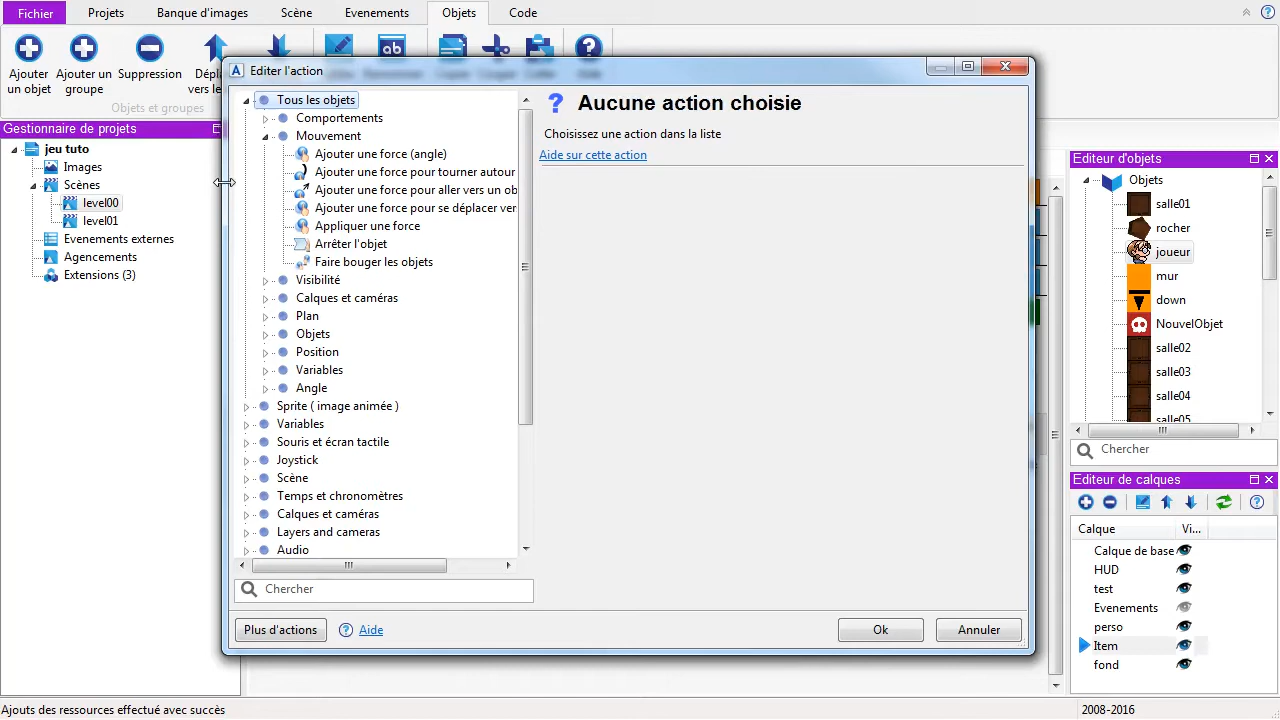 Fichier Projets Banque d'images Scène Evenements Objets Code
Ajouter un objet
Ajouter un groupe
Suppression
Dépl
vers le
Objets et groupes
Editer l'action
Gestionnaire de projets
jeu tuto
Images
Scènes
level00
level01
Evenements externes
Agencements
Extensions (3)
Tous les objets
Comportements
Mouvement
Ajouter une force (angle)
Ajouter une force pour tourner autour
Ajouter une force pour aller vers un ob
Ajouter une force pour se déplacer ver
Appliquer une force
Arrêter l'objet
Faire bouger les objets
Visibilité
Calques et caméras
Plan
Objets
Position
Variables
Angle
Sprite ( image animée )
Variables
Souris et écran tactile
Joystick
Scène
Temps et chronomètres
Calques et caméras
Layers and cameras
Audio
Chercher
Plus d'actions
Aide
Aucune action choisie
Choisissez une action dans la liste
Aide sur cette action
Ok
Annuler
Editeur d'objets
Objets
salle01
rocher
joueur
mur
down
NouvelObjet
salle02
salle03
salle04
salle05
Chercher
Editeur de calques
Calque Vi...
Calque de base
HUD
test
Evenements
perso
Item
fond
Ajouts des ressources effectué avec succès
2008-2016